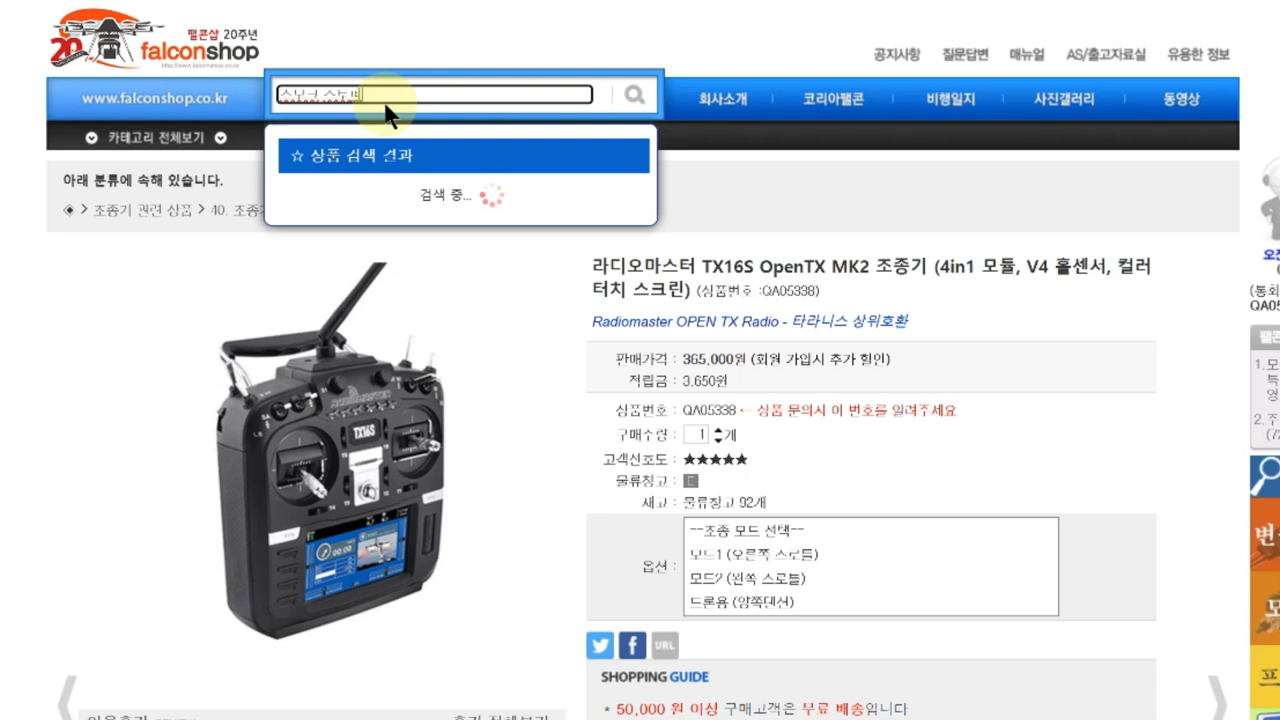 팰콘샵 20주년
falconshop
http://www.falconshop.co.kr
공지사항 질문답변 매뉴얼 AS/출고자료실 유용한 정보
www.falconshop.co.kr
회사소개 코리아팰콘 비행일지 사진갤러리 동영상
카테고리 전체보기
☆ 상품 검색 결과
검색 중...
아래 분류에 속해 있습니다.
◈ > 조종기 관련 상품 > 40. 조종기
라디오마스터 TX16S OpenTX MK2 조종기 (4in1 모듈, V4 홀센서, 컬러
터치 스크린) (상품번호 :QA05338)
Radiomaster OPEN TX Radio - 타라니스 상위호환
판매가격 : 365,000원 (회원 가입시 추가 할인)
적립금 : 3,650원
상품번호 : QA05338 ← 상품 문의시 이 번호를 알려주세요
구매수량 : 1 개
고객선호도 : ★★★★★
물류창고 : E
재고 : 물류창고 92개
옵션 :
--조종 모드 선택--
모드1 (오른쪽 스로틀)
모드2 (왼쪽 스로틀)
드론용 (양쪽텐션)
TX16S
URL
SHOPPING GUIDE
* 50,000 원 이상 구매고객은 무료 배송입니다